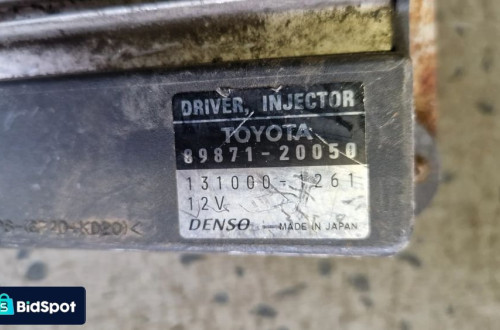 DRIVER, INJECTOR
TOYOTA
89871-20050
131000-1261
12V
DENSO MADE IN JAPAN
BidSpot